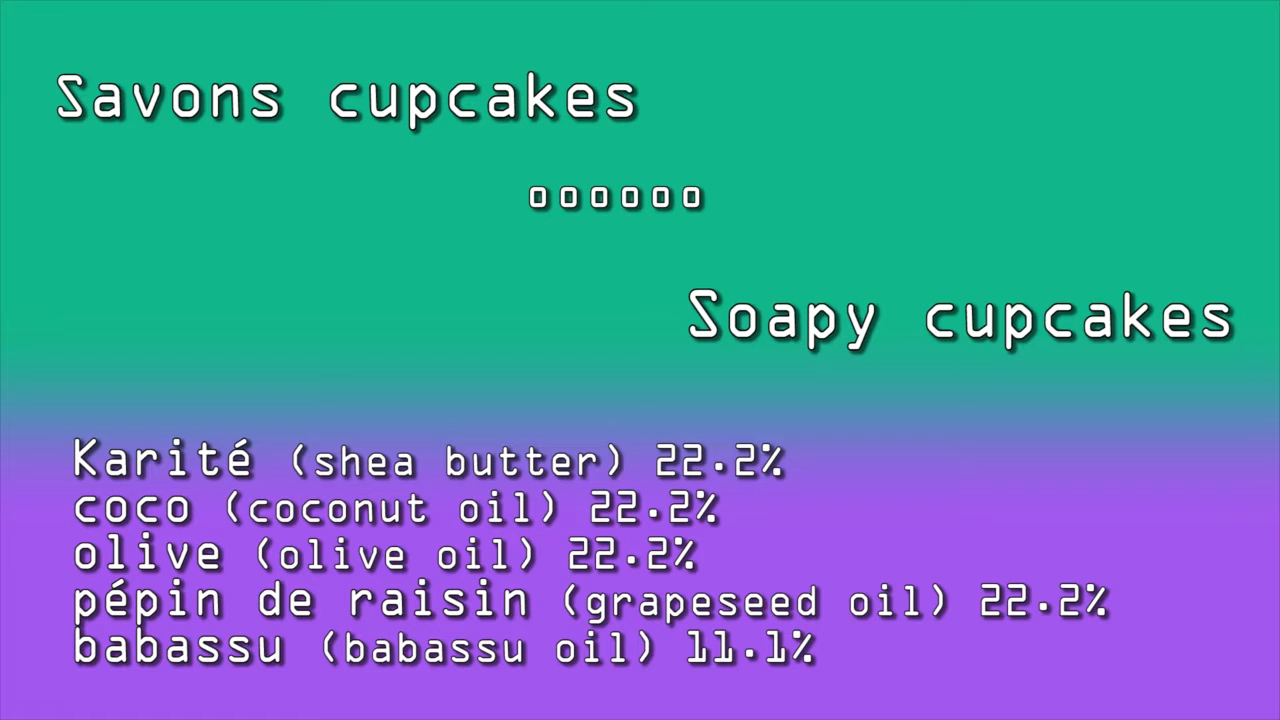 Savons cupcakes
oooooo
Soapy cupcakes
Karité (shea butter) 22.2%
coco (coconut oil) 22.2%
olive (olive oil) 22.2%
pépin de raisin (grapeseed oil) 22.2%
babassu (babassu oil) 11.1%